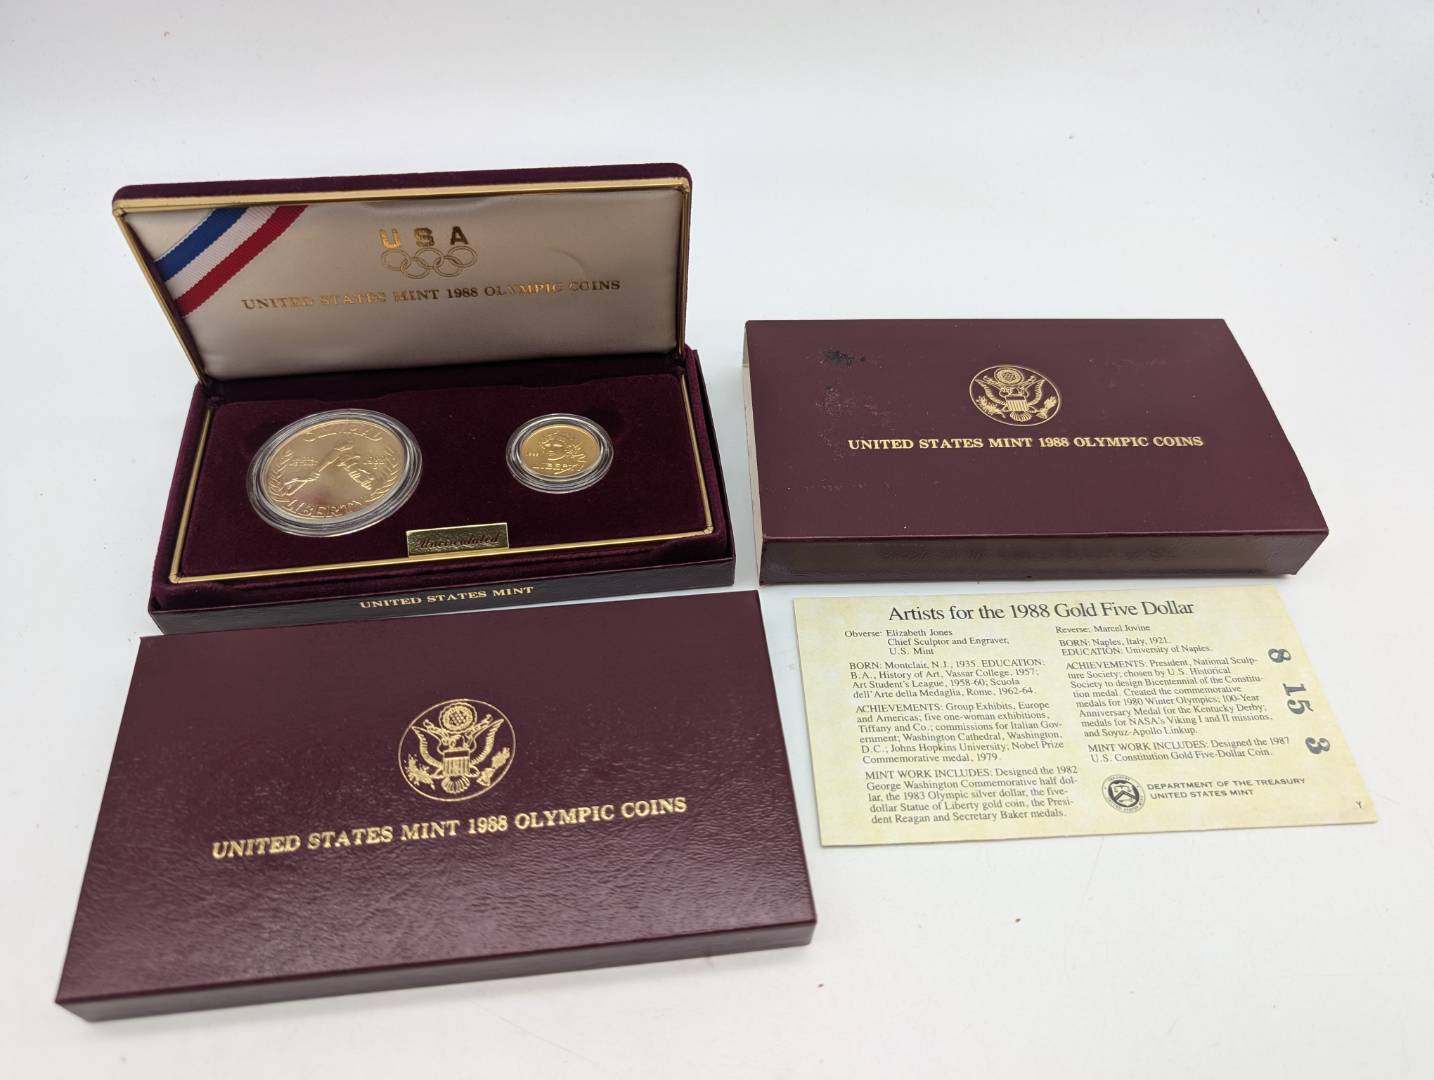 USA
UNITED STATES MINT 1988 OLYMPIC COINS
OLYMPIAD
LIBERTY
LIBERTY
Uncirculated
UNITED STATES MINT
UNITED STATES MINT 1988 OLYMPIC COINS
UNITED STATES MINT 1988 OLYMPIC COINS
Artists for the 1988 Gold Five Dollar
Obverse: Elizabeth Jones
Chief Sculptor and Engraver,
U.S. Mint
BORN: Montclair, N.J., 1935. EDUCATION:
B.A., History of Art, Vassar College, 1957;
Art Student's League, 1958-60; Scuola
dell'Arte della Medaglia, Rome, 1962-64.
ACHIEVEMENTS: Group Exhibits, Europe
and Americas; five one-woman exhibitions,
Tiffany and Co.; commissions for Italian Gov-
ernment; Washington Cathedral, Washington,
D.C.; Johns Hopkins University; Nobel Prize
Commemorative medal, 1979.
MINT WORK INCLUDES: Designed the 1982
George Washington Commemorative half dol-
lar, the 1983 Olympic silver dollar, the five-
dollar Statue of Liberty gold coin, the Presi-
dent Reagan and Secretary Baker medals.
Reverse: Marcel Jovine
BORN: Naples, Italy, 1921.
EDUCATION: University of Naples.
ACHIEVEMENTS: President, National Sculp-
ture Society; chosen by U.S. Historical
Society to design Bicentennial of the Constitu-
tion medal. Created the commemorative
medals for 1980 Winter Olympics; 100-Year
Anniversary Medal for the Kentucky Derby;
medals for NASA's Viking I and II missions,
and Soyuz-Apollo Linkup.
MINT WORK INCLUDES: Designed the 1987
U.S. Constitution Gold Five-Dollar Coin.
DEPARTMENT OF THE TREASURY
UNITED STATES MINT
Y
8 15 3